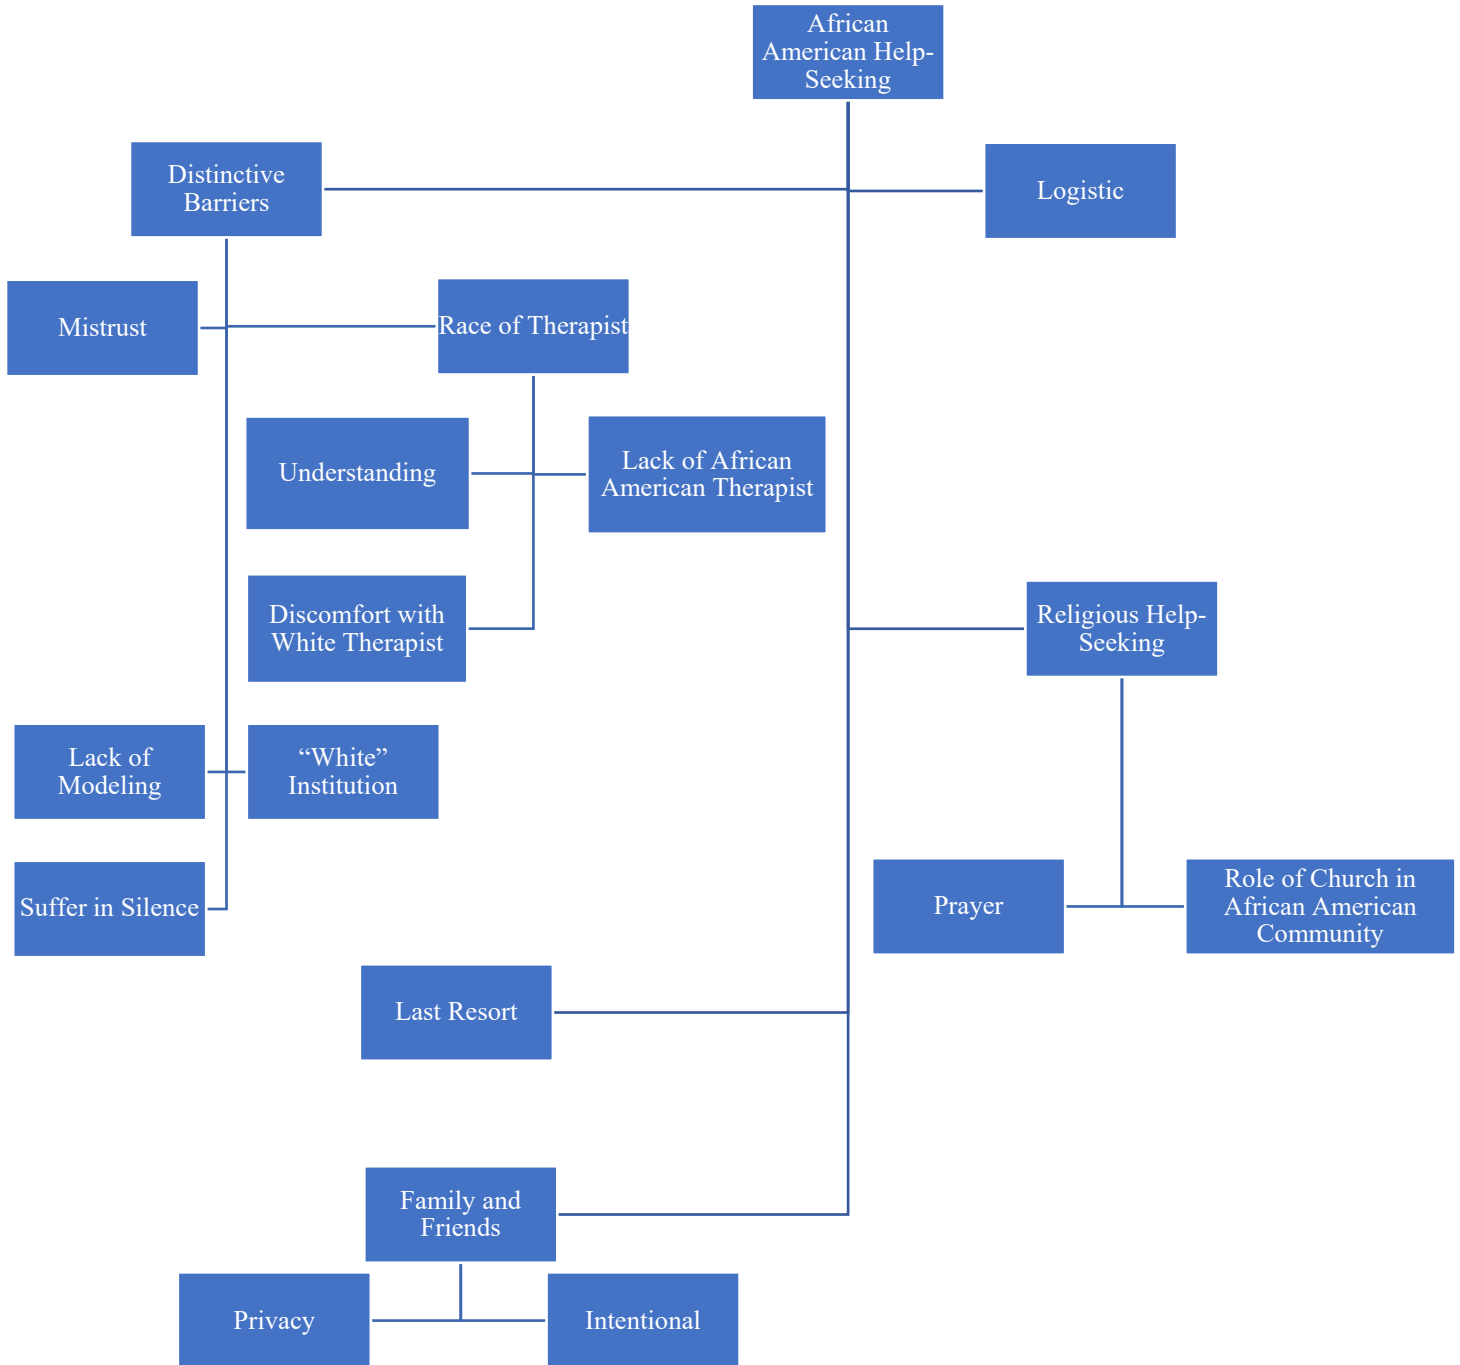 African
American Help-
Seeking
Distinctive
Barriers
Logistic
Mistrust
Race of Therapist
Understanding
Lack of African
American Therapist
Discomfort with
White Therapist
Religious Help-
Seeking
Lack of
Modeling
“White”
Institution
Suffer in Silence
Prayer
Role of Church in
African American
Community
Last Resort
Family and
Friends
Privacy
Intentional